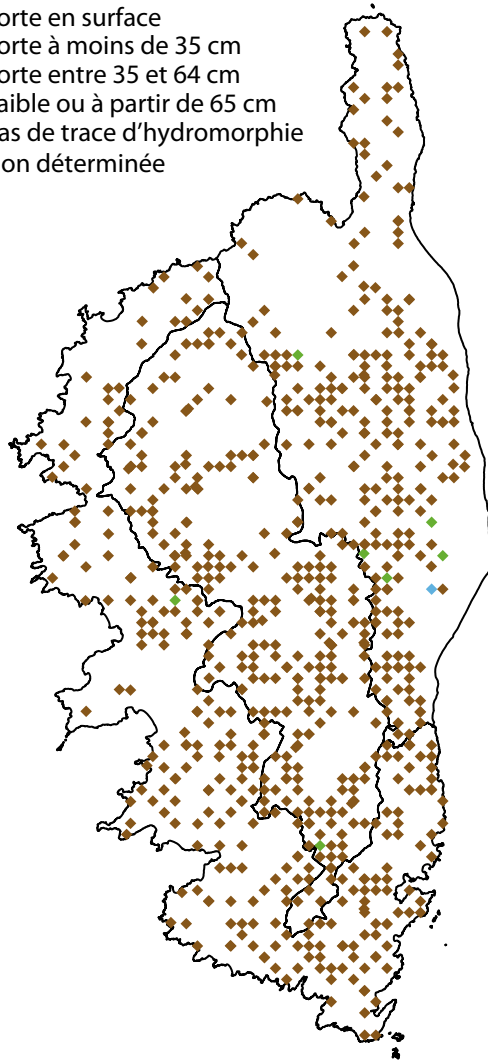 orte en surface
orte à moins de 35 cm
orte entre 35 et 64 cm
aible ou à partir de 65 cm
as de trace d'hydromorphie
on déterminée